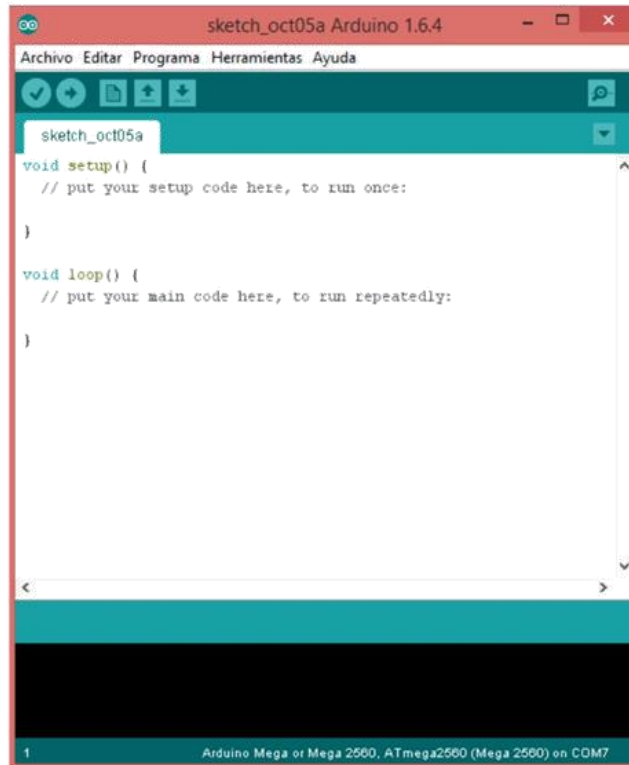 sketch_oct05a Arduino 1.6.4
Archivo Editar Programa Herramientas Ayuda
sketch_oct05a
void setup() {
  // put your setup code here, to run once:
}
void loop() {
  // put your main code here, to run repeatedly:
}
1 Arduino Mega or Mega 2560, ATmega2560 (Mega 2560) on COM7